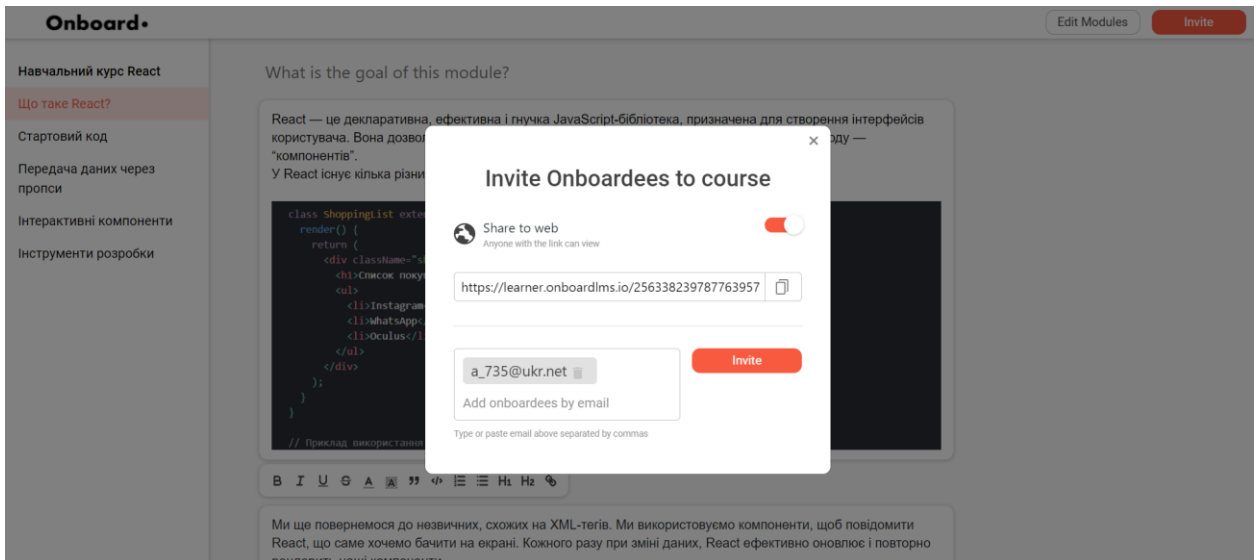 Onboard•
Edit Modules
Invite
Навчальний курс React
Що таке React?
Стартовий код
Передача даних через
пропси
Інтерактивні компоненти
Інструменти розробки
What is the goal of this module?
React — це декларативна, ефективна і гнучка JavaScript-бібліотека, призначена для створення інтерфейсів
користувача. Вона дозвол
оду —
“компонентів”.
У React існує кілька різни
class ShoppingList exte
render() {
return (
<div className="s
<h1>Список покуп
<ul>
<li>Instagram
<li>WhatsApp<
<li>Oculus</l
</ul>
</div>
);
}
}
// Приклад використання
×
Invite Onboardees to course
Share to web
Anyone with the link can view
https://learner.onboardlms.io/256338239787763957
a_735@ukr.net
Invite
Add onboardees by email
Type or paste email above separated by commas
B I U S A A ” </> H1 H2
Ми ще повернемося до незвичних, схожих на XML-тегів. Ми використовуємо компоненти, щоб повідомити
React, що саме хочемо бачити на екрані. Кожного разу при зміні даних, React ефективно оновлює і повторно